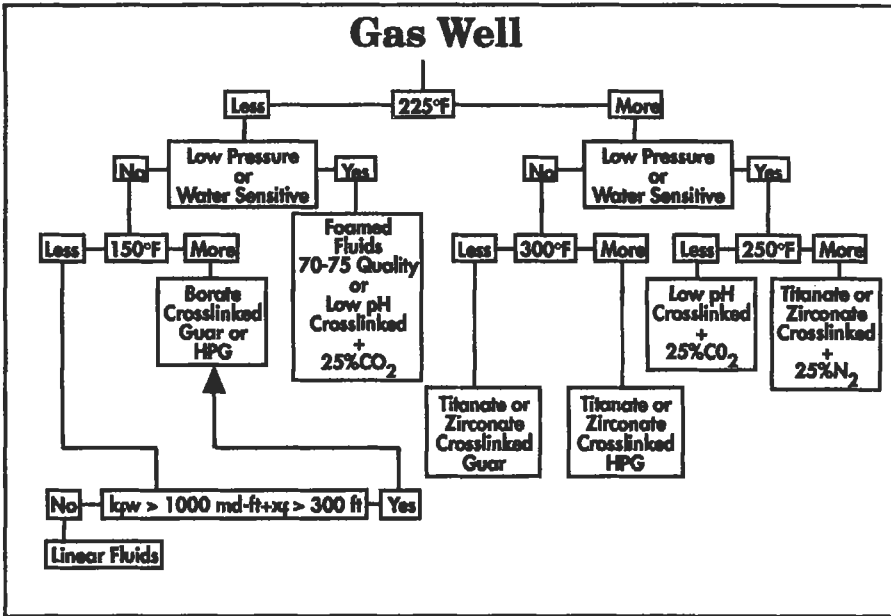 Gas Well
Less
225°F
More
No
Low Pressure
or
Water Sensitive
Yes
No
Low Pressure
or
Water Sensitive
Yes
Less
150°F
More
Foamed
Fluids
70-75 Quality
or
Low pH
Crosslinked
+
25%CO₂
Less
300°F
More
Less
250°F
More
Borate
Crosslinked
Guar or
HPG
Low pH
Crosslinked
+
25%CO₂
Titanate or
Zirconate
Crosslinked
+
25%N₂
Titanate or
Zirconate
Crosslinked
Guar
Titanate or
Zirconate
Crosslinked
HPG
No
kfw > 1000 md-ft+xf > 300 ft
Yes
Linear Fluids